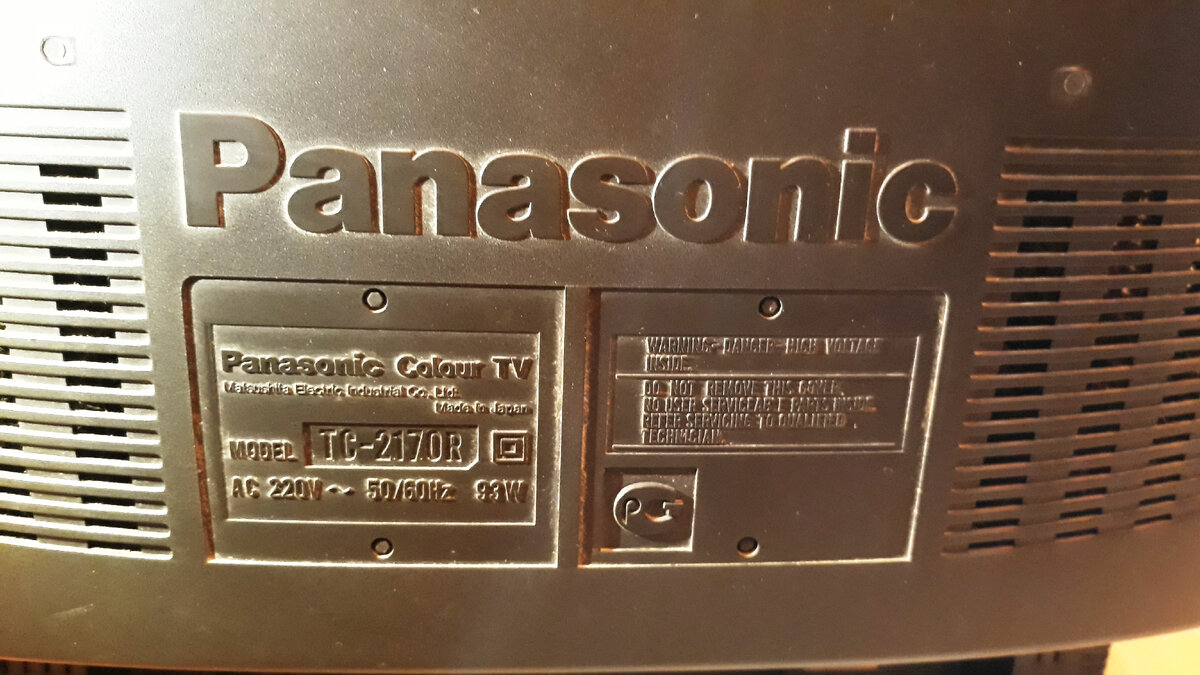 Panasonic
Panasonic Colour TV
Matsushita Electric Industrial Co., Ltd.
Made in Japan
MODEL TC-2170R
AC 220V ~ 50/60Hz 93W
WARNING-DANGER-HIGH VOLTAGE
INSIDE.
DO NOT REMOVE THIS COVER.
NO USER SERVICEABLE PARTS INSIDE.
REFER SERVICING TO QUALIFIED
TECHNICIAN.